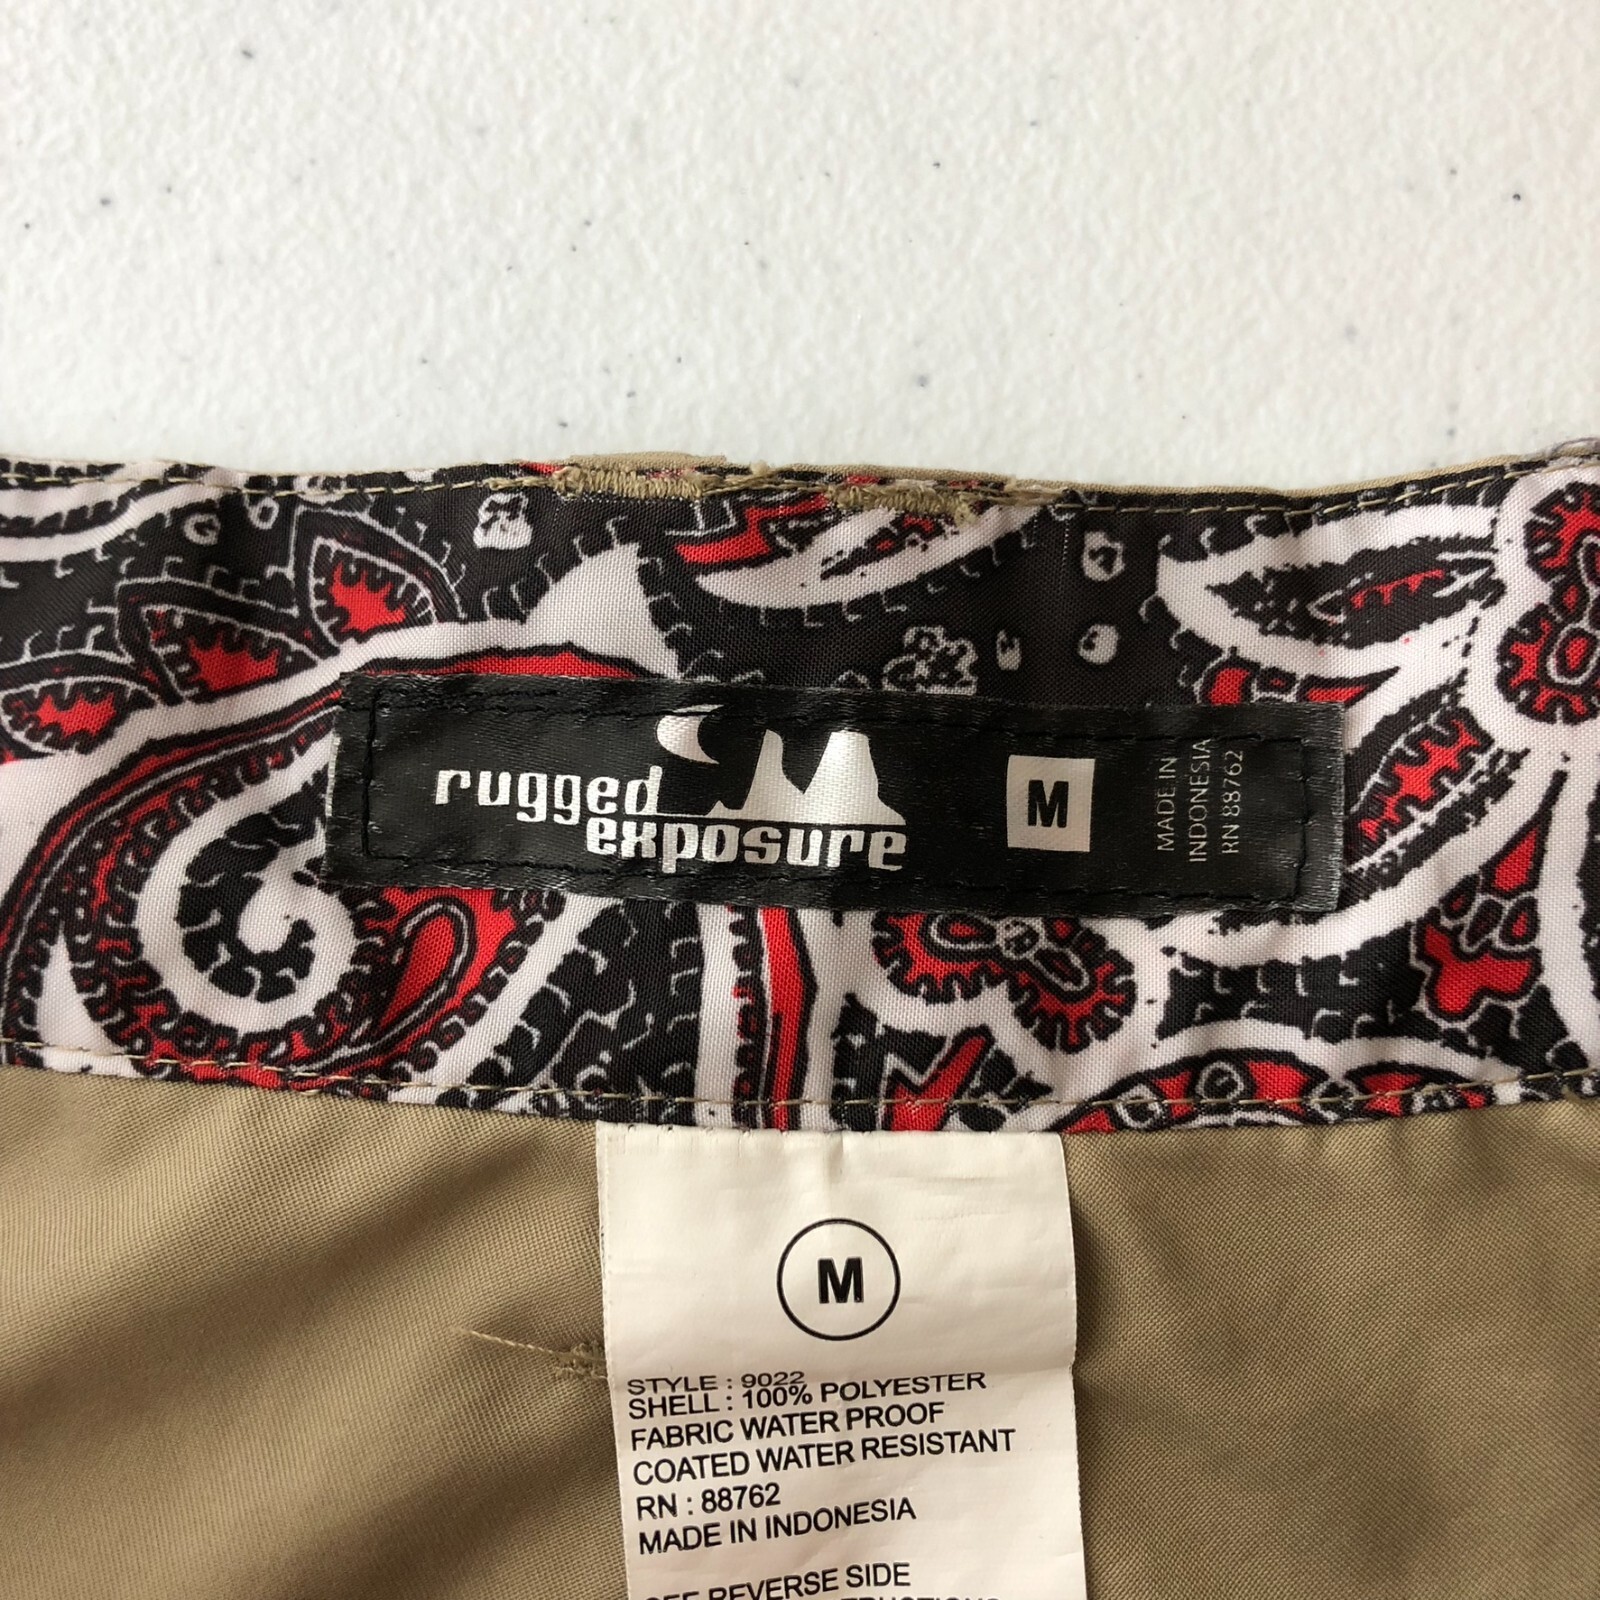 rugged
exposure
M
MADE IN
INDONESIA
RN 88762
M
STYLE : 9022
SHELL : 100% POLYESTER
FABRIC WATER PROOF
COATED WATER RESISTANT
RN : 88762
MADE IN INDONESIA
SEE REVERSE SIDE